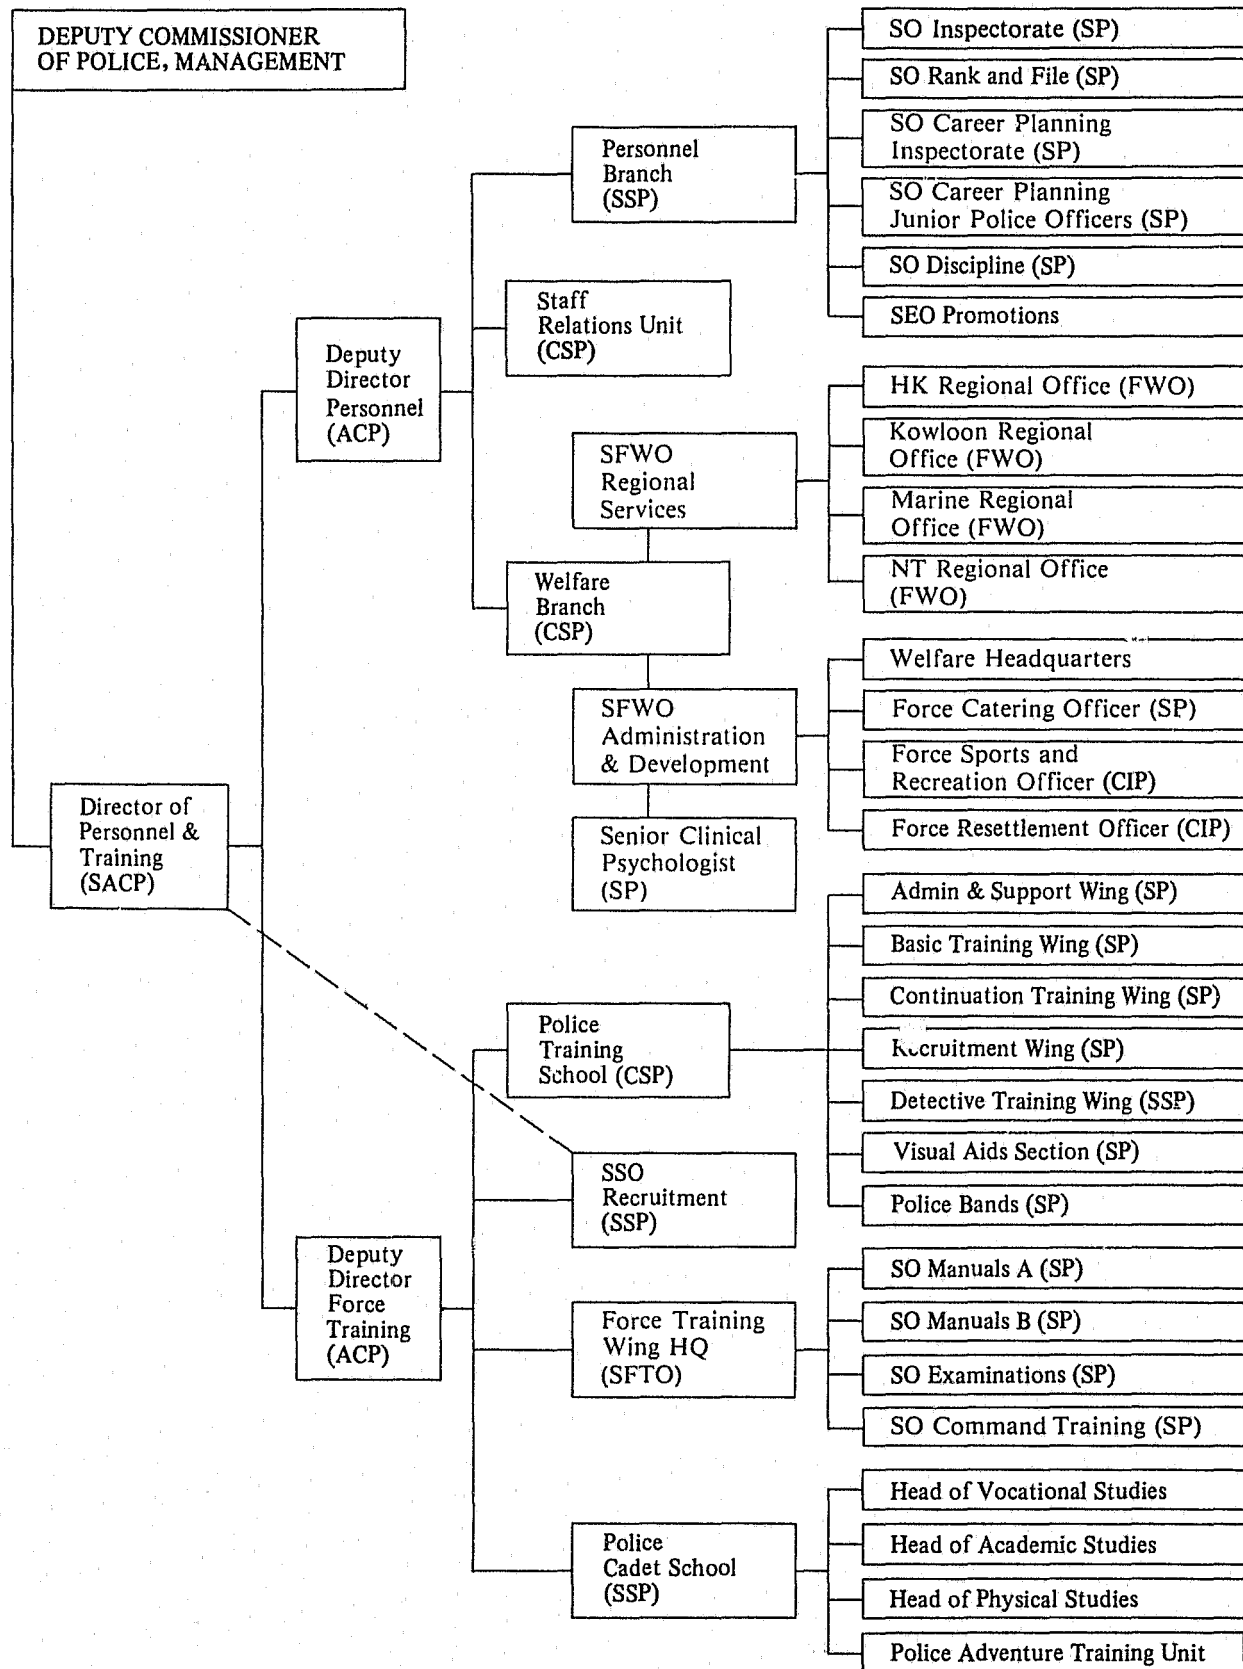 DEPUTY COMMISSIONER
OF POLICE, MANAGEMENT
Director of
Personnel &
Training
(SACP)
Deputy
Director
Personnel
(ACP)
Personnel
Branch
(SSP)
SO Inspectorate (SP)
SO Rank and File (SP)
SO Career Planning
Inspectorate (SP)
SO Career Planning
Junior Police Officers (SP)
SO Discipline (SP)
SEO Promotions
Staff
Relations Unit
(CSP)
SFWO
Regional
Services
HK Regional Office (FWO)
Kowloon Regional
Office (FWO)
Marine Regional
Office (FWO)
NT Regional Office
(FWO)
Welfare
Branch
(CSP)
SFWO
Administration
& Development
Welfare Headquarters
Force Catering Officer (SP)
Force Sports and
Recreation Officer (CIP)
Force Resettlement Officer (CIP)
Senior Clinical
Psychologist
(SP)
Deputy
Director
Force
Training
(ACP)
Police
Training
School (CSP)
Admin & Support Wing (SP)
Basic Training Wing (SP)
Continuation Training Wing (SP)
Recruitment Wing (SP)
Detective Training Wing (SSP)
Visual Aids Section (SP)
Police Bands (SP)
SSO
Recruitment
(SSP)
Force Training
Wing HQ
(SFTO)
SO Manuals A (SP)
SO Manuals B (SP)
SO Examinations (SP)
SO Command Training (SP)
Police
Cadet School
(SSP)
Head of Vocational Studies
Head of Academic Studies
Head of Physical Studies
Police Adventure Training Unit